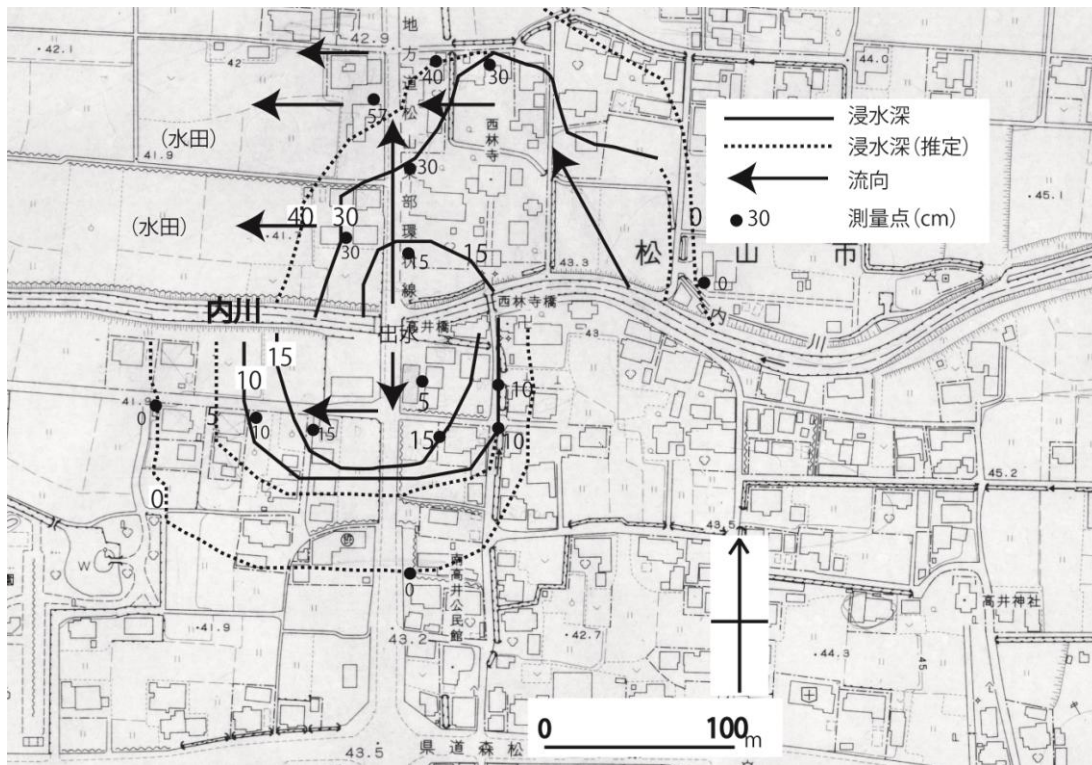 42.1
42
42.9
地方道松山東部環状線
44.0
40
30
57
浸水深
浸水深(推定)
流向
30
測量点(cm)
(水田)
41.9
西林寺
30
45.1
(水田)
40
30
30
0
松山市
15
5
43.3
0
内川
西林寺橋
内
川
高井橋
出水
43
15
10
5
10
41.9
0
5
10
15
15
10
0
45.2
43.5
0
南高井公民館
41.9
43.2
42.7
44.3
45
高井神社
W
0
100m
43.5
県道森松